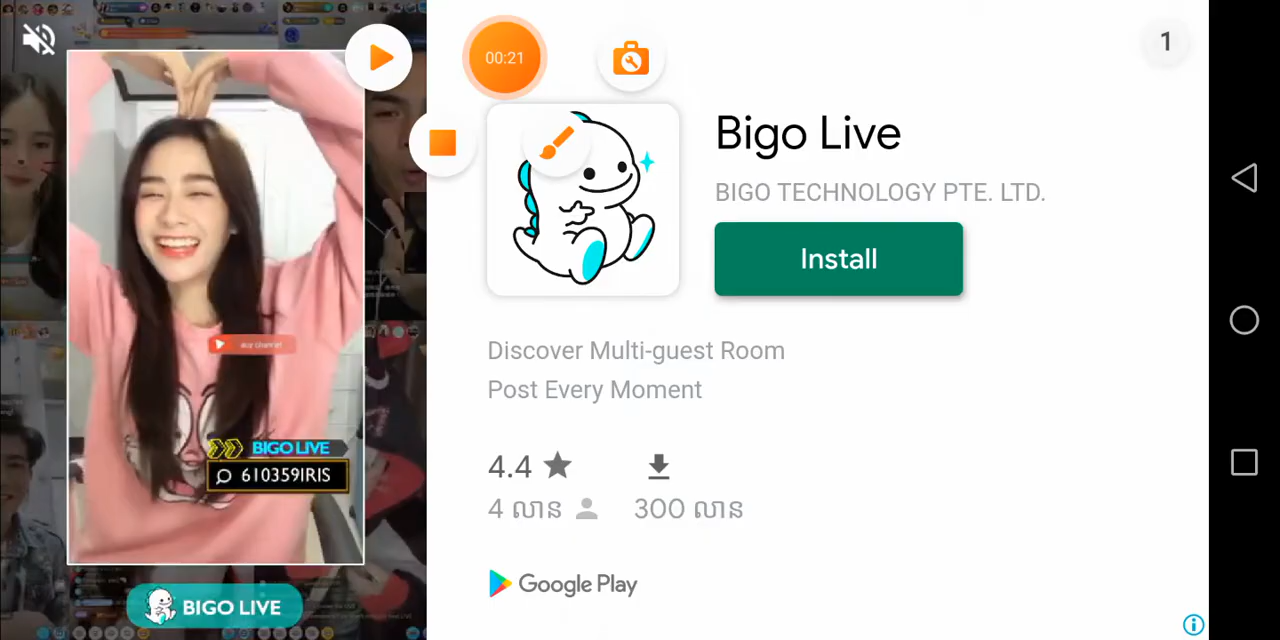 00:21
1
Bigo Live
BIGO TECHNOLOGY PTE. LTD.
Install
Discover Multi-guest Room
Post Every Moment
4.4
4 លាន
300 លាន
Google Play
BIGO LIVE
610359IRIS
BIGO LIVE